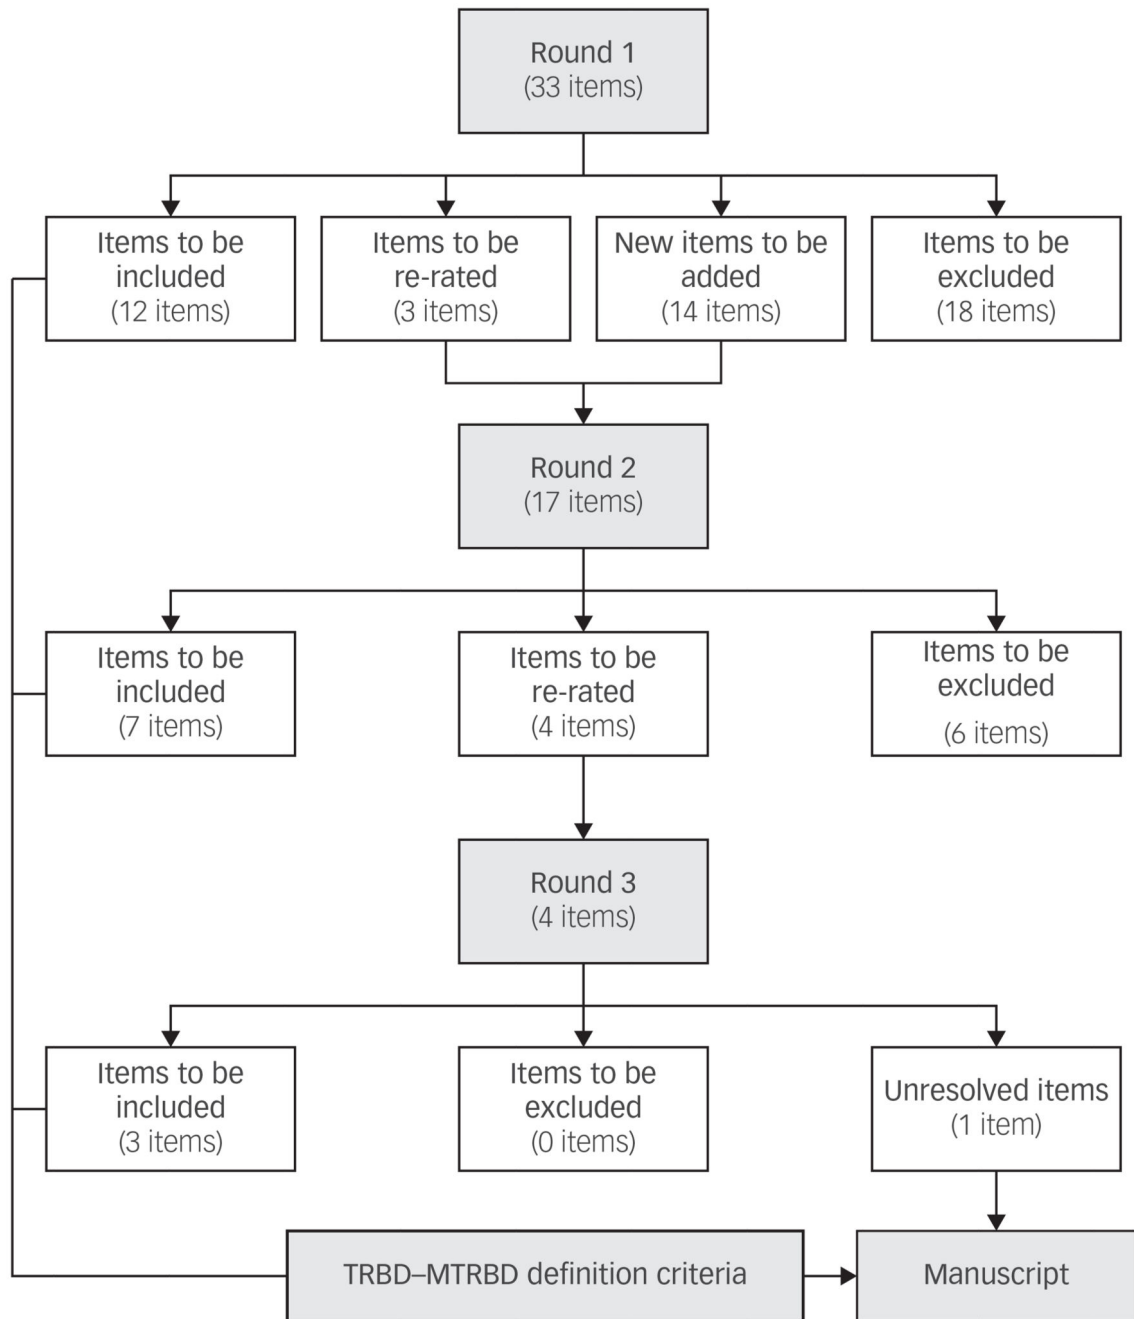 Round 1
(33 items)
Items to be
included
(12 items)
Items to be
re-rated
(3 items)
New items to be
added
(14 items)
Items to be
excluded
(18 items)
Round 2
(17 items)
Items to be
included
(7 items)
Items to be
re-rated
(4 items)
Items to be
excluded
(6 items)
Round 3
(4 items)
Items to be
included
(3 items)
Items to be
excluded
(0 items)
Unresolved items
(1 item)
TRBD–MTRBD definition criteria
Manuscript